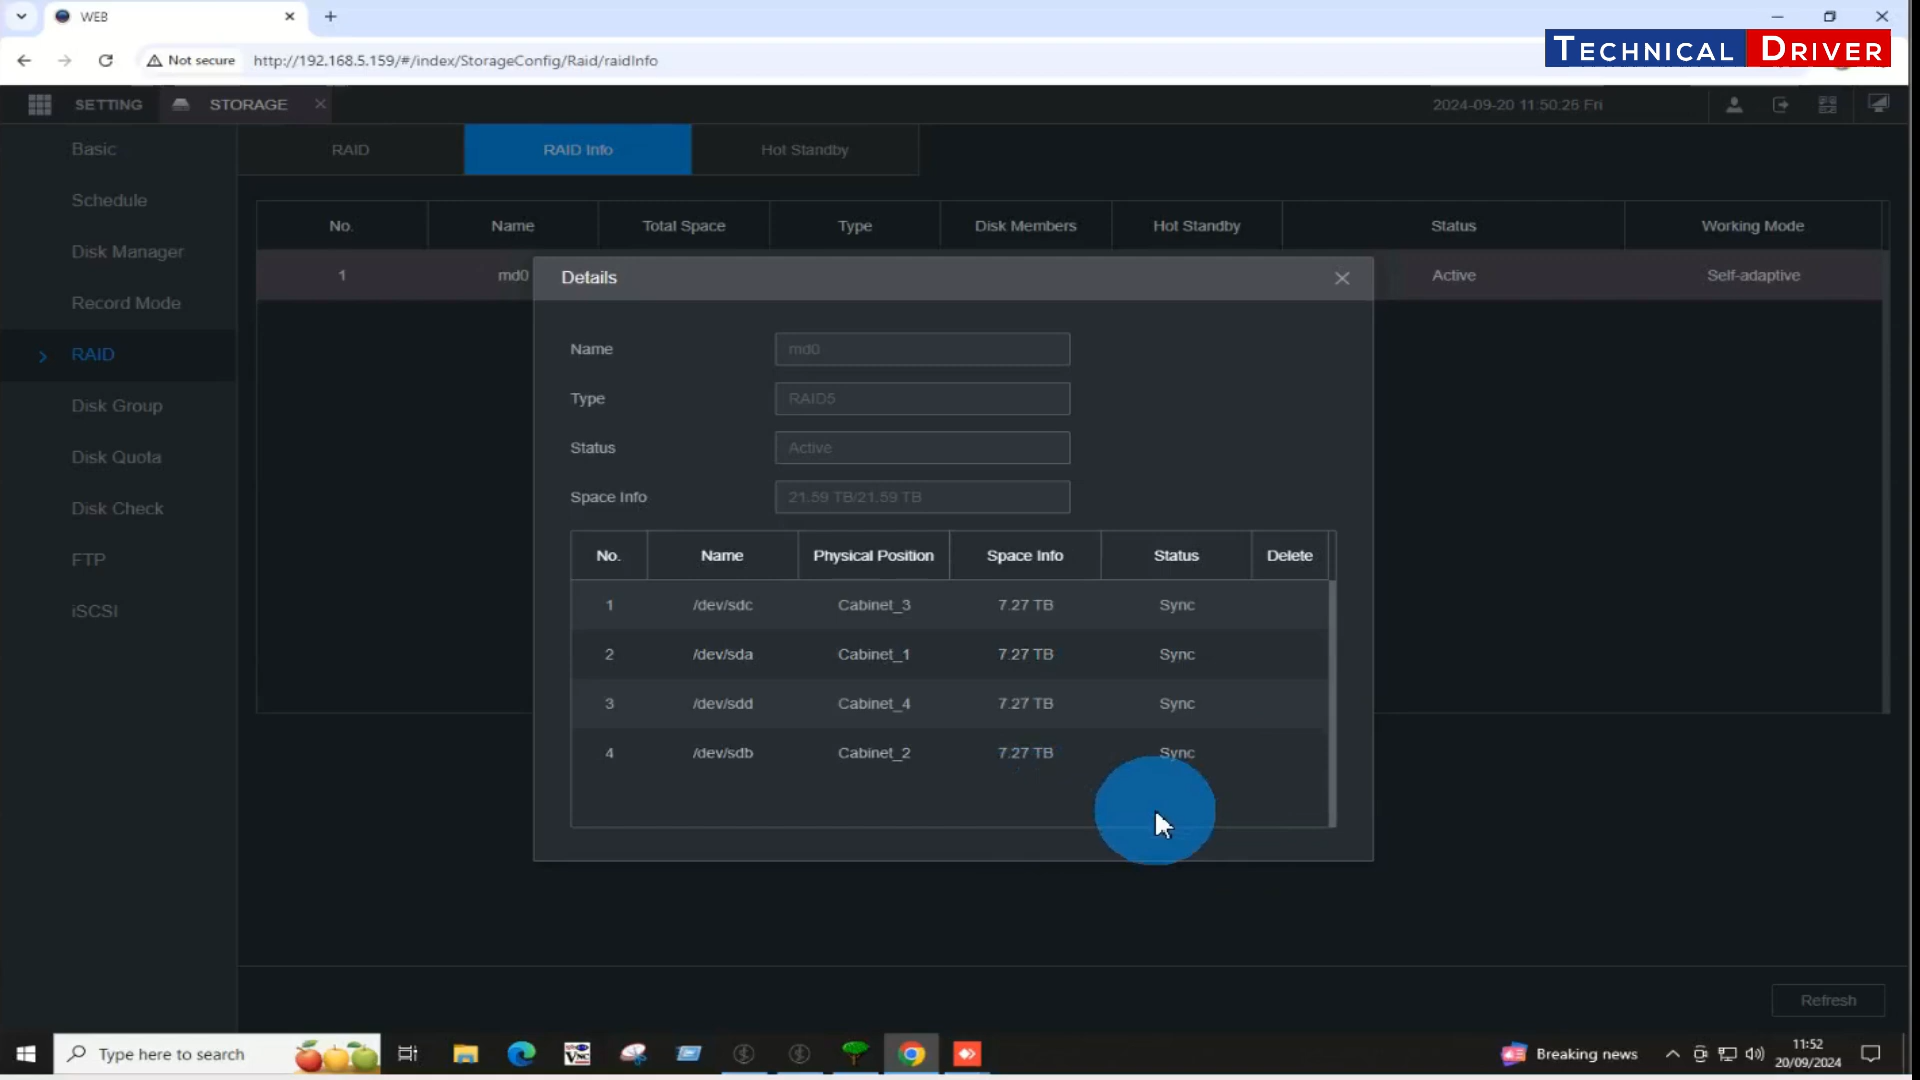 WEB
Not secure
http://192.168.5.159/#/index/StorageConfig/Raid/raidInfo
TECHNICAL DRIVER
SETTING
STORAGE
2024-09-20 11:50:26 Fri
Basic
Schedule
Disk Manager
Record Mode
RAID
Disk Group
Disk Quota
Disk Check
FTP
iSCSI
RAID RAID Info Hot Standby
No. Name Total Space Type Disk Members Hot Standby Status Working Mode
1 md0 Active Self-adaptive
Details
Name md0
Type RAID5
Status Active
Space Info 21.59 TB/21.59 TB
No. Name Physical Position Space Info Status Delete
1 /dev/sdc Cabinet_3 7.27 TB Sync
2 /dev/sda Cabinet_1 7.27 TB Sync
3 /dev/sdd Cabinet_4 7.27 TB Sync
4 /dev/sdb Cabinet_2 7.27 TB Sync
Refresh
Type here to search
VNC
Breaking news
11:52
20/09/2024